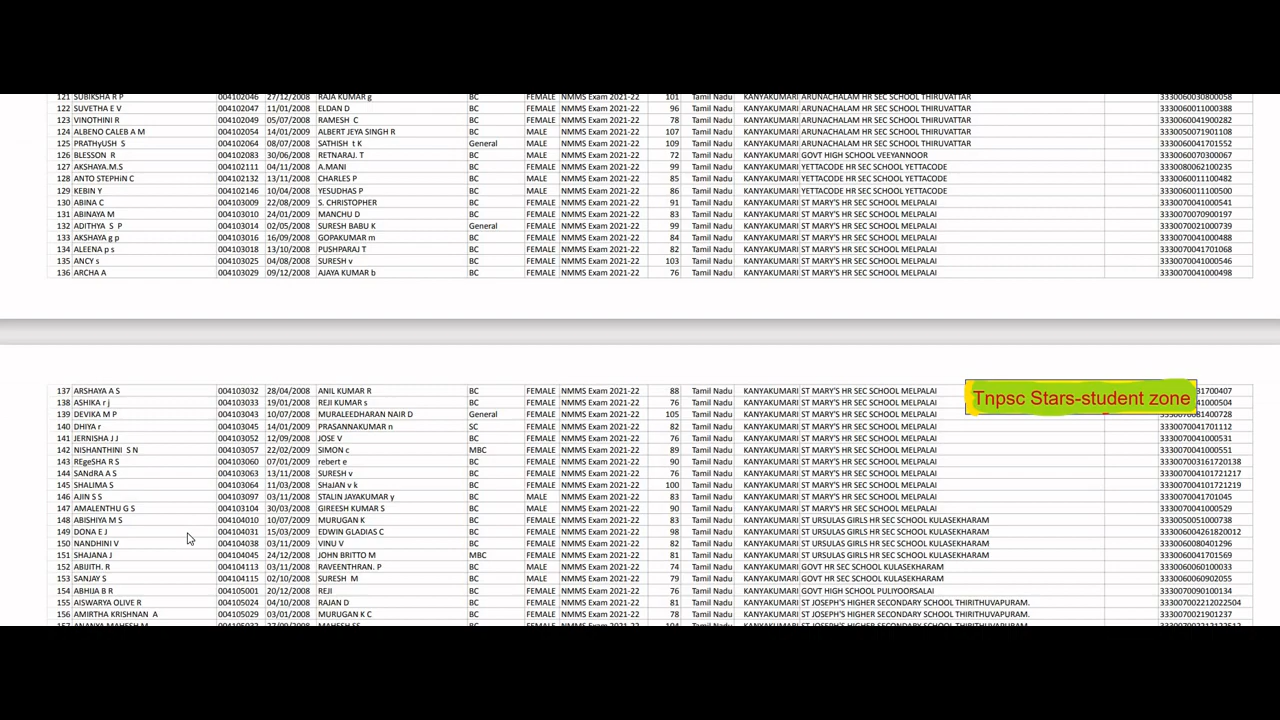 121 SUBIKSHA R P 004102046 27/12/2008 RAJA KUMAR g BC FEMALE NMMS Exam 2021-22 101 Tamil Nadu KANYAKUMARI ARUNACHALAM HR SEC SCHOOL THIRUVATTAR 3330060030800058
122 SUVETHA E V 004102047 11/01/2008 ELDAN D BC FEMALE NMMS Exam 2021-22 96 Tamil Nadu KANYAKUMARI ARUNACHALAM HR SEC SCHOOL THIRUVATTAR 3330060011000388
123 VINOTHINI R 004102049 05/07/2008 RAMESH C BC FEMALE NMMS Exam 2021-22 78 Tamil Nadu KANYAKUMARI ARUNACHALAM HR SEC SCHOOL THIRUVATTAR 3330060041900282
124 ALBENO CALEB A M 004102054 14/01/2009 ALBERT JEYA SINGH R BC MALE NMMS Exam 2021-22 107 Tamil Nadu KANYAKUMARI ARUNACHALAM HR SEC SCHOOL THIRUVATTAR 3330050071901108
125 PRATHyUSH S 004102064 08/07/2008 SATHISH t K General MALE NMMS Exam 2021-22 109 Tamil Nadu KANYAKUMARI ARUNACHALAM HR SEC SCHOOL THIRUVATTAR 3330060041701552
126 BLESSON R 004102083 30/06/2008 RETNARAJ. T BC MALE NMMS Exam 2021-22 72 Tamil Nadu KANYAKUMARI GOVT HIGH SCHOOL VEEYANNOOR 3330060070300067
127 AKSHAYA.M.S 004102111 04/11/2008 A.MANI BC FEMALE NMMS Exam 2021-22 99 Tamil Nadu KANYAKUMARI YETTACODE HR SEC SCHOOL YETTACODE 3330080062100235
128 ANTO STEPHiN C 004102132 13/11/2008 CHARLES P BC MALE NMMS Exam 2021-22 85 Tamil Nadu KANYAKUMARI YETTACODE HR SEC SCHOOL YETTACODE 3330060011100482
129 KEBIN Y 004102146 10/04/2008 YESUDHAS P BC MALE NMMS Exam 2021-22 86 Tamil Nadu KANYAKUMARI YETTACODE HR SEC SCHOOL YETTACODE 3330060011100500
130 ABINA C 004103009 22/08/2009 S. CHRISTOPHER BC FEMALE NMMS Exam 2021-22 91 Tamil Nadu KANYAKUMARI ST MARY'S HR SEC SCHOOL MELPALAI 3330070041000541
131 ABINAYA M 004103010 24/01/2009 MANCHU D BC FEMALE NMMS Exam 2021-22 83 Tamil Nadu KANYAKUMARI ST MARY'S HR SEC SCHOOL MELPALAI 3330070070900197
132 ADITHYA S P 004103014 02/05/2008 SURESH BABU K General FEMALE NMMS Exam 2021-22 99 Tamil Nadu KANYAKUMARI ST MARY'S HR SEC SCHOOL MELPALAI 3330070021000739
133 AKSHAYA g p 004103016 16/09/2008 GOPAKUMAR m BC FEMALE NMMS Exam 2021-22 84 Tamil Nadu KANYAKUMARI ST MARY'S HR SEC SCHOOL MELPALAI 3330070041000488
134 ALEENA p s 004103018 13/10/2008 PUSHPARAJ T BC FEMALE NMMS Exam 2021-22 82 Tamil Nadu KANYAKUMARI ST MARY'S HR SEC SCHOOL MELPALAI 3330070041701068
135 ANCY s 004103025 04/08/2008 SURESH v BC FEMALE NMMS Exam 2021-22 103 Tamil Nadu KANYAKUMARI ST MARY'S HR SEC SCHOOL MELPALAI 3330070041000546
136 ARCHA A 004103029 09/12/2008 AJAYA KUMAR b BC FEMALE NMMS Exam 2021-22 76 Tamil Nadu KANYAKUMARI ST MARY'S HR SEC SCHOOL MELPALAI 3330070041000498
137 ARSHAYA A S 004103032 28/04/2008 ANIL KUMAR R BC FEMALE NMMS Exam 2021-22 88 Tamil Nadu KANYAKUMARI ST MARY'S HR SEC SCHOOL MELPALAI 31700407
Tnpsc Stars-student zone
138 ASHIKA r j 004103033 19/01/2008 REJI KUMAR s BC FEMALE NMMS Exam 2021-22 76 Tamil Nadu KANYAKUMARI ST MARY'S HR SEC SCHOOL MELPALAI 41000504
139 DEVIKA M P 004103043 10/07/2008 MURALEEDHARAN NAIR D General FEMALE NMMS Exam 2021-22 105 Tamil Nadu KANYAKUMARI ST MARY'S HR SEC SCHOOL MELPALAI 3330070081400728
140 DHIYA r 004103045 14/01/2009 PRASANNAKUMAR n SC FEMALE NMMS Exam 2021-22 82 Tamil Nadu KANYAKUMARI ST MARY'S HR SEC SCHOOL MELPALAI 3330070041701112
141 JERNISHA J J 004103052 12/09/2008 JOSE V BC FEMALE NMMS Exam 2021-22 76 Tamil Nadu KANYAKUMARI ST MARY'S HR SEC SCHOOL MELPALAI 3330070041000531
142 NISHANTHINI S N 004103057 22/02/2009 SIMON c MBC FEMALE NMMS Exam 2021-22 89 Tamil Nadu KANYAKUMARI ST MARY'S HR SEC SCHOOL MELPALAI 3330070041000551
143 REgeSHA R S 004103060 07/01/2009 robert e BC FEMALE NMMS Exam 2021-22 90 Tamil Nadu KANYAKUMARI ST MARY'S HR SEC SCHOOL MELPALAI 333007003161720138
144 SANdRA A S 004103063 13/11/2008 SURESH v BC FEMALE NMMS Exam 2021-22 76 Tamil Nadu KANYAKUMARI ST MARY'S HR SEC SCHOOL MELPALAI 333007004101721217
145 SHALIMA S 004103064 11/03/2008 SHaJAN v k BC FEMALE NMMS Exam 2021-22 100 Tamil Nadu KANYAKUMARI ST MARY'S HR SEC SCHOOL MELPALAI 333007004101721219
146 AJIN S S 004103097 03/11/2008 STALIN JAYAKUMAR y BC MALE NMMS Exam 2021-22 83 Tamil Nadu KANYAKUMARI ST MARY'S HR SEC SCHOOL MELPALAI 3330070041701045
147 AMALENTHU G S 004103104 30/03/2008 GIREESH KUMAR S BC MALE NMMS Exam 2021-22 90 Tamil Nadu KANYAKUMARI ST MARY'S HR SEC SCHOOL MELPALAI 3330070041000529
148 ABISHIYA M S 004104010 10/07/2009 MURUGAN K BC FEMALE NMMS Exam 2021-22 83 Tamil Nadu KANYAKUMARI ST URSULAS GIRLS HR SEC SCHOOL KULASEKHARAM 3330050051000738
149 DONA E J 004104031 15/03/2009 EDWIN GLADIAS C BC FEMALE NMMS Exam 2021-22 98 Tamil Nadu KANYAKUMARI ST URSULAS GIRLS HR SEC SCHOOL KULASEKHARAM 333006004261820012
150 NANDHINI V 004104038 03/11/2009 VINU V BC FEMALE NMMS Exam 2021-22 82 Tamil Nadu KANYAKUMARI ST URSULAS GIRLS HR SEC SCHOOL KULASEKHARAM 3330060080401296
151 SHAJANA J 004104045 24/12/2008 JOHN BRITTO M MBC FEMALE NMMS Exam 2021-22 81 Tamil Nadu KANYAKUMARI ST URSULAS GIRLS HR SEC SCHOOL KULASEKHARAM 3330060041701569
152 ABIJITH. R 004104113 03/11/2008 RAVEENTHRAN. P BC MALE NMMS Exam 2021-22 74 Tamil Nadu KANYAKUMARI GOVT HR SEC SCHOOL KULASEKHARAM 3330060060100033
153 SANJAY S 004104115 02/10/2008 SURESH M BC MALE NMMS Exam 2021-22 79 Tamil Nadu KANYAKUMARI GOVT HR SEC SCHOOL KULASEKHARAM 3330060060902055
154 ABHIJA B R 004105001 20/12/2008 REJI BC FEMALE NMMS Exam 2021-22 76 Tamil Nadu KANYAKUMARI GOVT HIGH SCHOOL PULIYOORSALAI 3330070090100134
155 AISWARYA OLIVE R 004105024 04/10/2008 RAJAN D BC FEMALE NMMS Exam 2021-22 81 Tamil Nadu KANYAKUMARI ST JOSEPH'S HIGHER SECONDARY SCHOOL THIRITHUVAPURAM. 33300700221202250​4
156 AMIRTHA KRISHNAN A 004105029 03/01/2008 MURUGAN K C BC FEMALE NMMS Exam 2021-22 78 Tamil Nadu KANYAKUMARI ST JOSEPH'S HIGHER SECONDARY SCHOOL THIRITHUVAPURAM. 3330070021901237